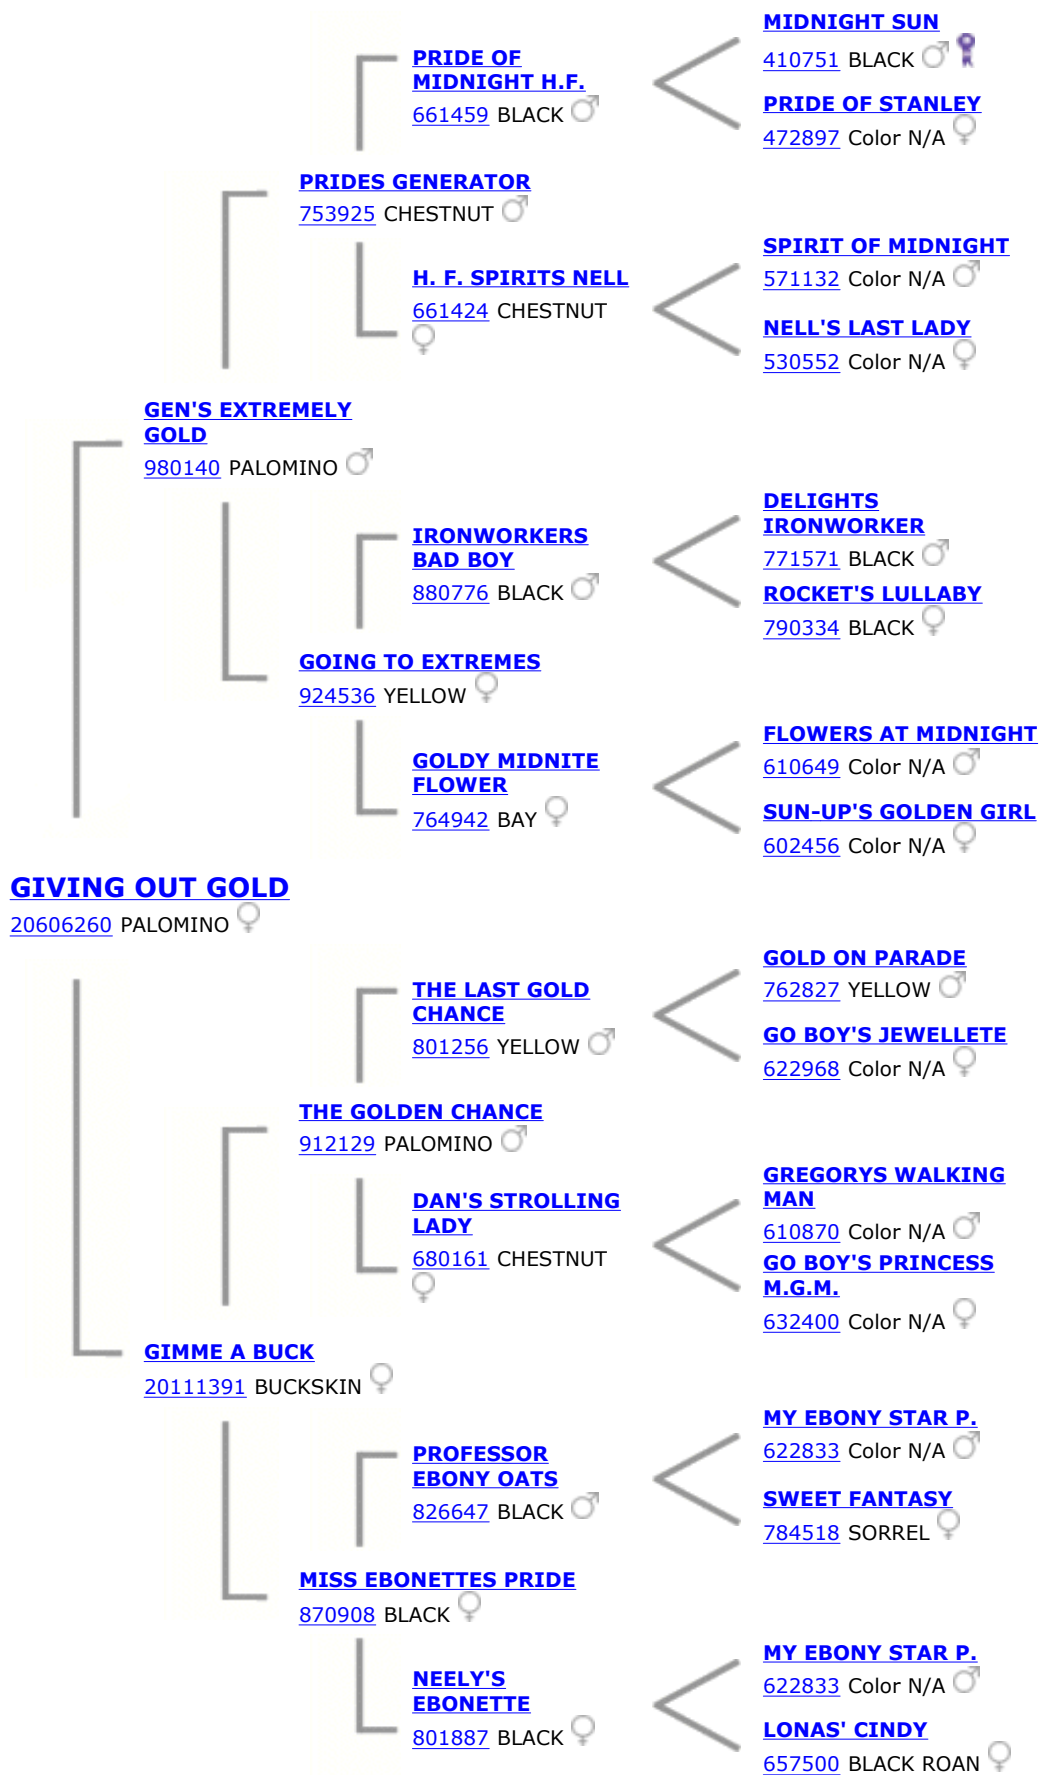 MIDNIGHT SUN
410751 BLACK
PRIDE OF
MIDNIGHT H.F.
661459 BLACK
PRIDE OF STANLEY
472897 Color N/A
PRIDES GENERATOR
753925 CHESTNUT
SPIRIT OF MIDNIGHT
571132 Color N/A
H. F. SPIRITS NELL
661424 CHESTNUT
NELL'S LAST LADY
530552 Color N/A
GEN'S EXTREMELY
GOLD
980140 PALOMINO
DELIGHTS
IRONWORKER
771571 BLACK
IRONWORKERS
BAD BOY
880776 BLACK
ROCKET'S LULLABY
790334 BLACK
GOING TO EXTREMES
924536 YELLOW
FLOWERS AT MIDNIGHT
610649 Color N/A
GOLDY MIDNITE
FLOWER
764942 BAY
SUN-UP'S GOLDEN GIRL
602456 Color N/A
GIVING OUT GOLD
20606260 PALOMINO
GOLD ON PARADE
762827 YELLOW
THE LAST GOLD
CHANCE
801256 YELLOW
GO BOY'S JEWELLETE
622968 Color N/A
THE GOLDEN CHANCE
912129 PALOMINO
GREGORYS WALKING
MAN
610870 Color N/A
DAN'S STROLLING
LADY
680161 CHESTNUT
GO BOY'S PRINCESS
M.G.M.
632400 Color N/A
GIMME A BUCK
20111391 BUCKSKIN
MY EBONY STAR P.
622833 Color N/A
PROFESSOR
EBONY OATS
826647 BLACK
SWEET FANTASY
784518 SORREL
MISS EBONETTES PRIDE
870908 BLACK
MY EBONY STAR P.
622833 Color N/A
NEELY'S
EBONETTE
801887 BLACK
LONAS' CINDY
657500 BLACK ROAN